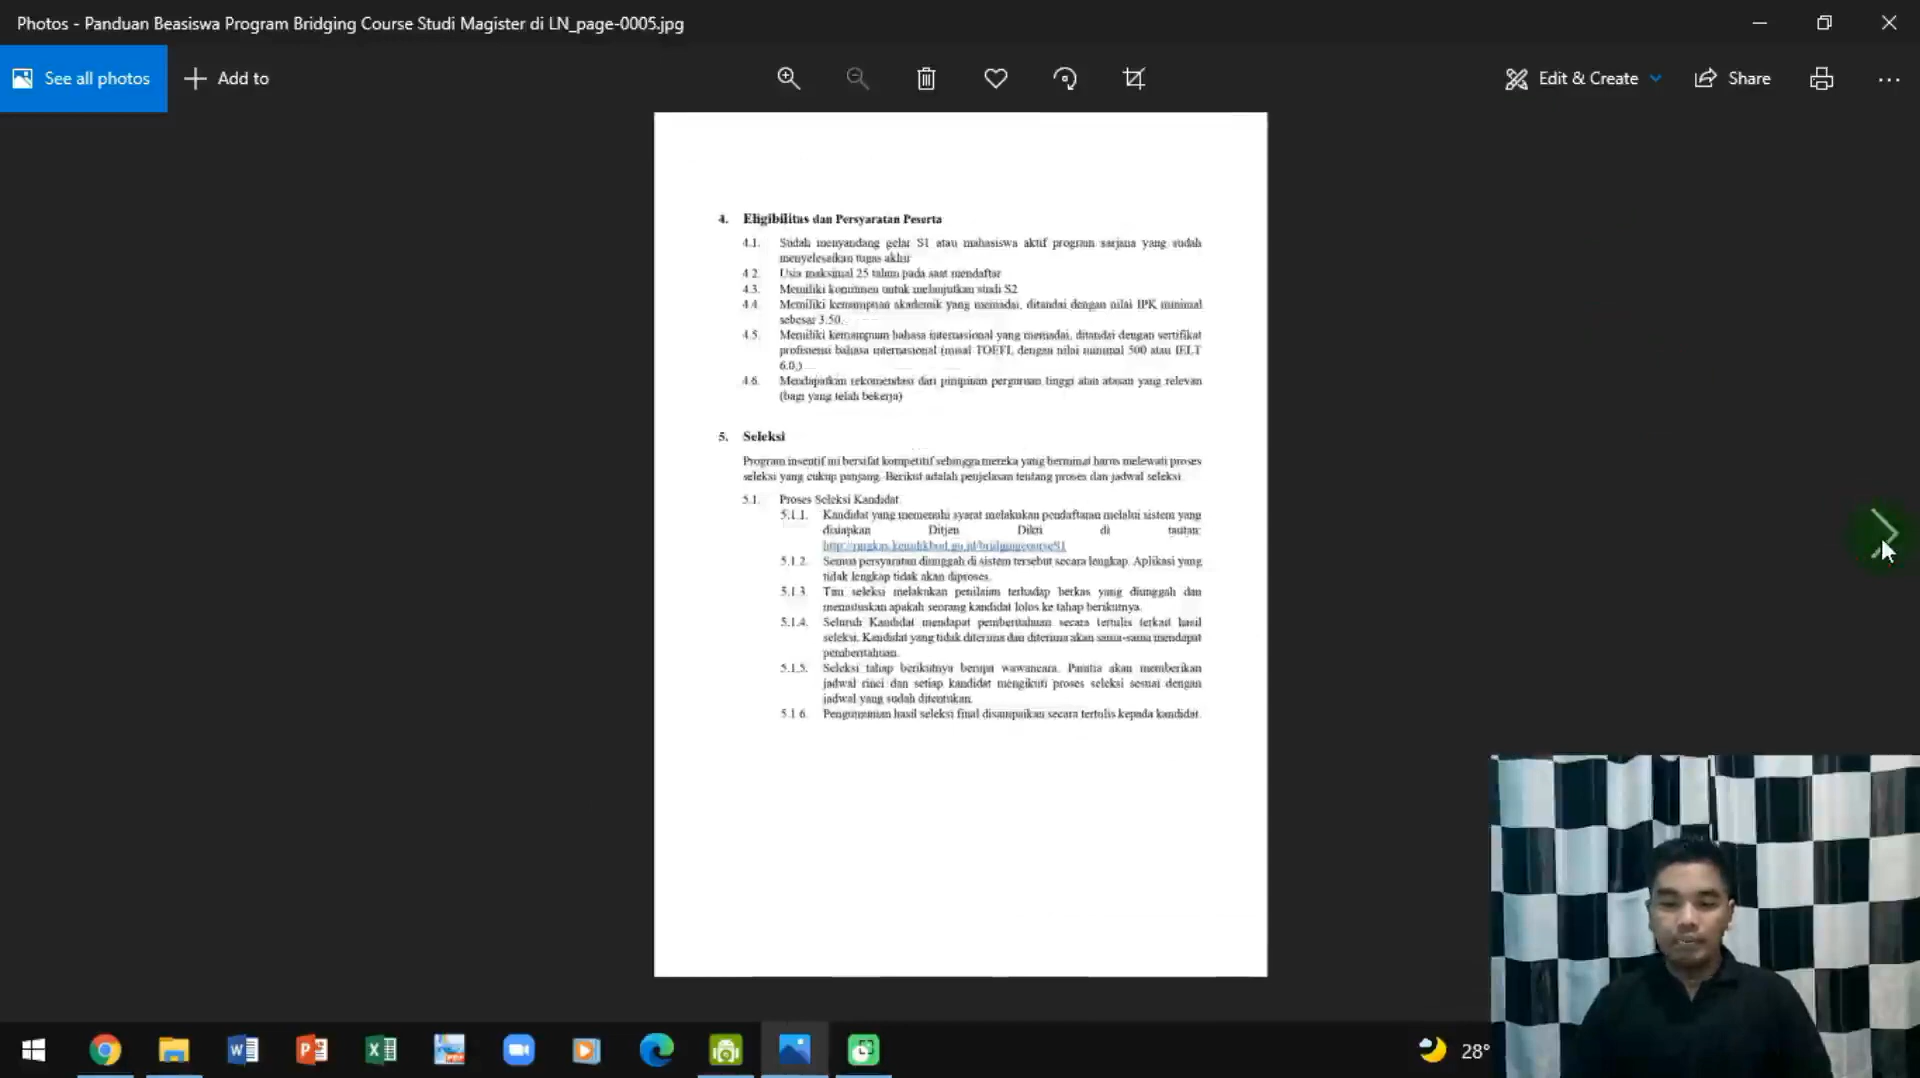 Photos - Panduan Beasiswa Program Bridging Course Studi Magister di LN_page-0005.jpg
See all photos
Add to
Edit & Create
Share
4. Eligibilitas dan Persyaratan Peserta
4.1. Sudah menyandang gelar S1 atau mahasiswa aktif program sarjana yang sudah
menyelesaikan tugas akhir
4.2. Usia maksimal 25 tahun pada saat mendaftar
4.3. Memiliki komitmen untuk melanjutkan studi S2
4.4. Memiliki kemampuan akademik yang memadai, ditandai dengan nilai IPK minimal
sebesar 3.50.
4.5. Memiliki kemampuan bahasa internasional yang memadai, ditandai dengan sertifikat
profisiensi bahasa internasional (misal TOEFL dengan nilai minimal 500 atau IELT
6.0.)
4.6. Mendapatkan rekomendasi dari pimpinan perguruan tinggi atau atasan yang relevan
(bagi yang telah bekerja)
5. Seleksi
Program insentif ini bersifat kompetitif sehingga mereka yang berminat harus melewati proses
seleksi yang cukup panjang. Berikut adalah penjelasan tentang proses dan jadwal seleksi
5.1. Proses Seleksi Kandidat
5.1.1. Kandidat yang memenuhi syarat melakukan pendaftaran melalui sistem yang
disiapkan Ditjen Dikti di tautan:
http://ringkas.kemdikbud.go.id/bridgingcourseS1
5.1.2. Semua persyaratan diunggah di sistem tersebut secara lengkap. Aplikasi yang
tidak lengkap tidak akan diproses.
5.1.3. Tim seleksi melakukan penilaian terhadap berkas yang diunggah dan
memutuskan apakah seorang kandidat lolos ke tahap berikutnya.
5.1.4. Seluruh Kandidat mendapat pemberitahuan secara tertulis terkait hasil
seleksi. Kandidat yang tidak diterima dan diterima akan sama-sama mendapat
pemberitahuan.
5.1.5. Seleksi tahap berikutnya berupa wawancara. Panitia akan memberikan
jadwal rinci dan setiap kandidat mengikuti proses seleksi sesuai dengan
jadwal yang sudah ditentukan.
5.1.6. Pengumuman hasil seleksi final disampaikan secara tertulis kepada kandidat.
28°